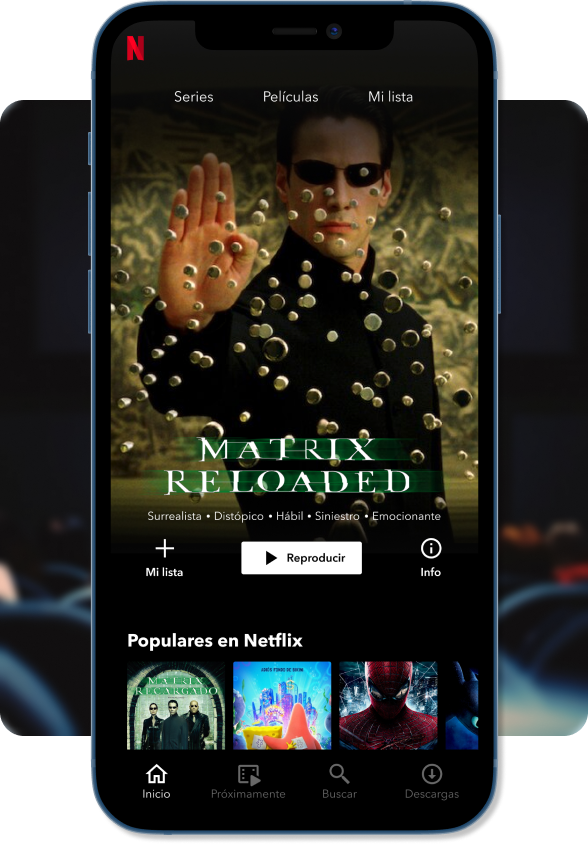 N
Series Películas Mi lista
MATRIX
RELOADED
Surrealista • Distópico • Hábil • Siniestro • Emocionante
Mi lista Reproducir Info
Populares en Netflix
MATRIX
RECARGADO
Inicio Próximamente Buscar Descargas